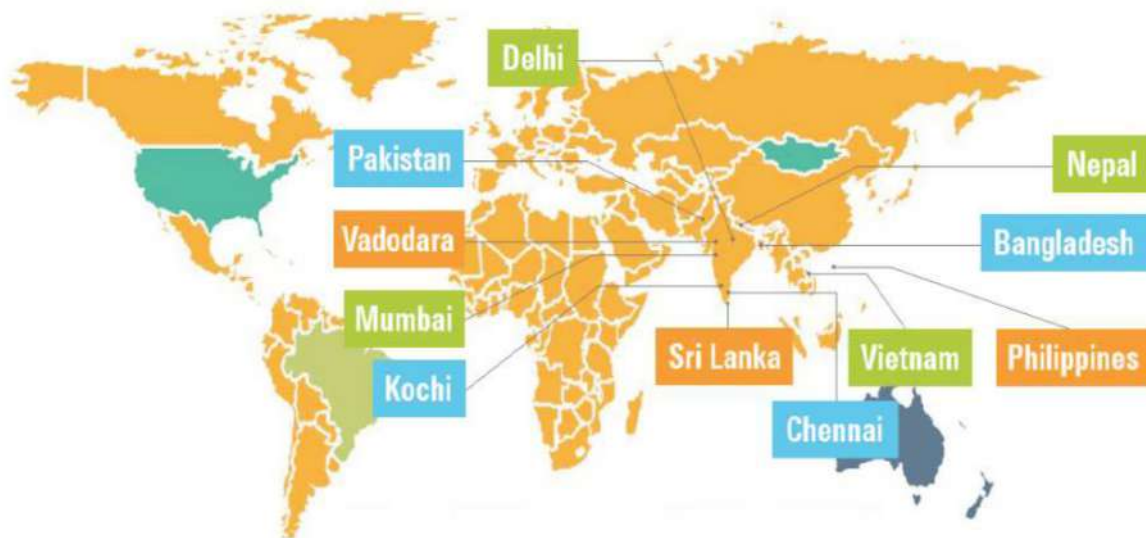 Delhi
Pakistan
Nepal
Vadodara
Bangladesh
Mumbai
Sri Lanka
Vietnam
Philippines
Kochi
Chennai